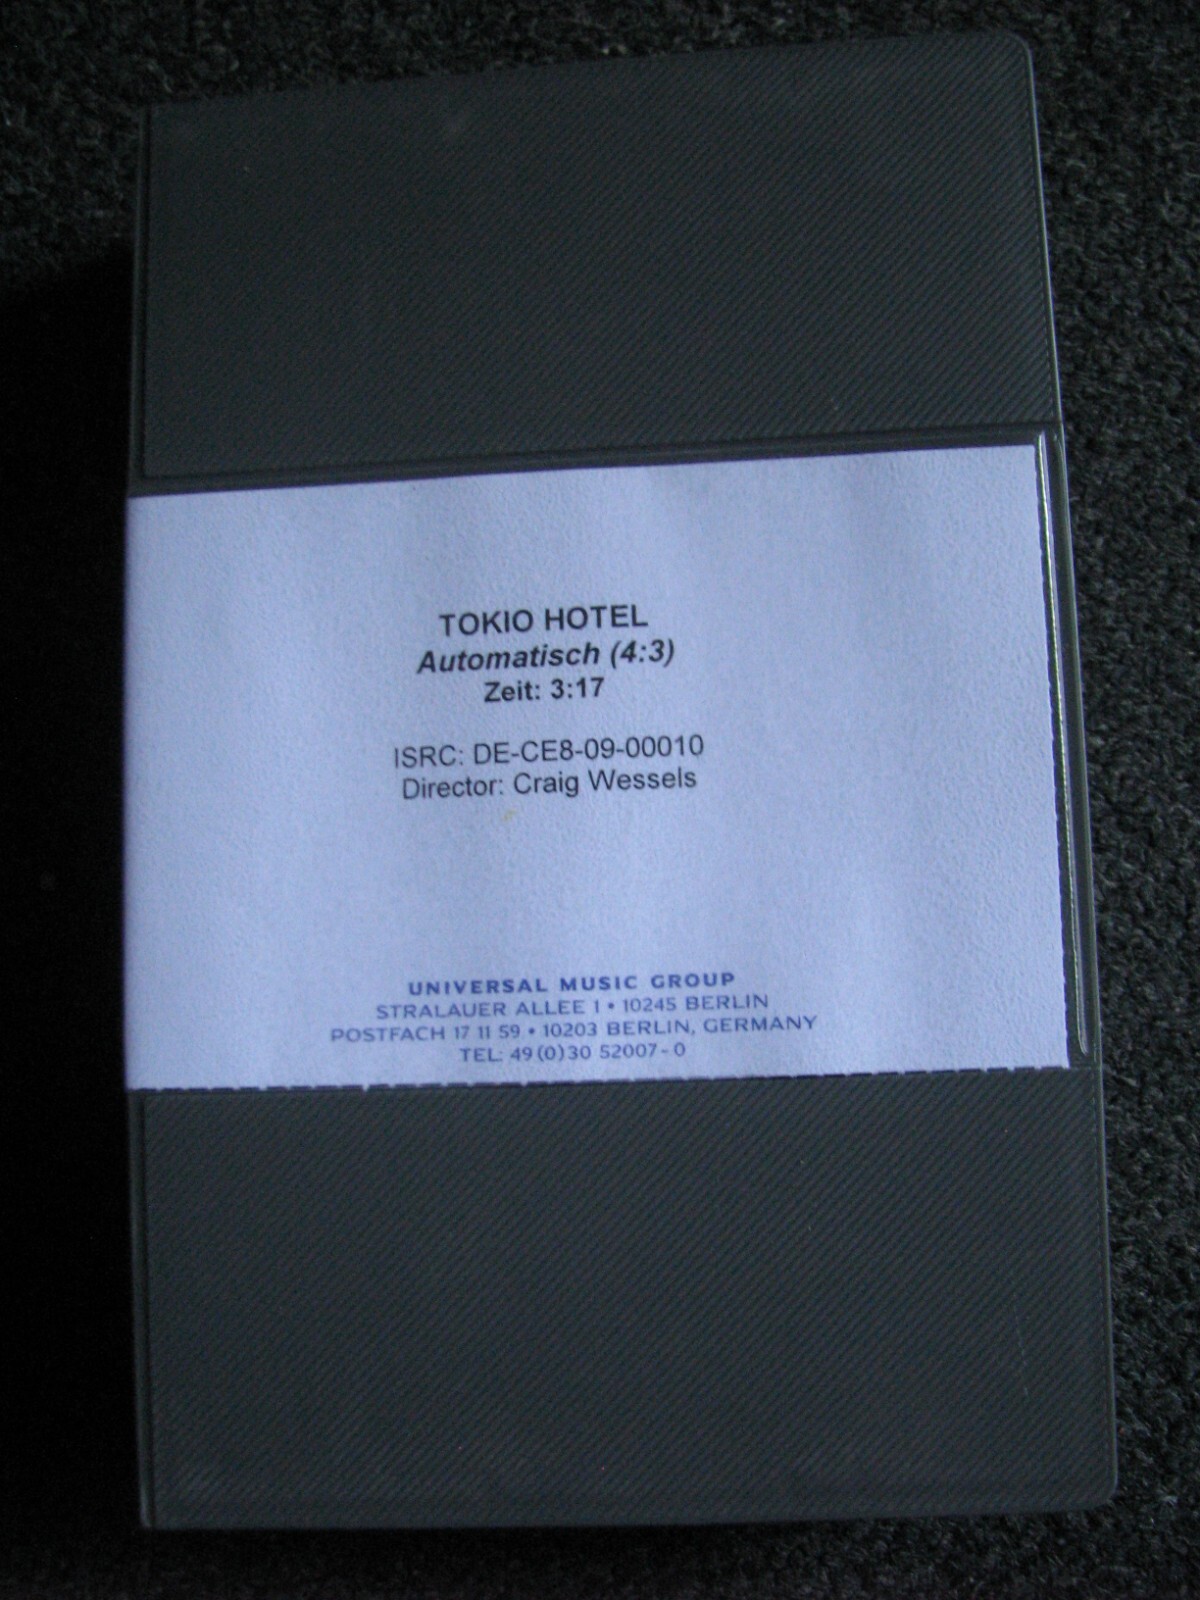 TOKIO HOTEL
Automatisch (4:3)
Zeit: 3:17
ISRC: DE-CE8-09-00010
Director: Craig Wessels
UNIVERSAL MUSIC GROUP
STRALAUER ALLEE 1 • 10245 BERLIN
POSTFACH 17 11 59 • 10203 BERLIN, GERMANY
TEL: 49 (0)30 52007-0